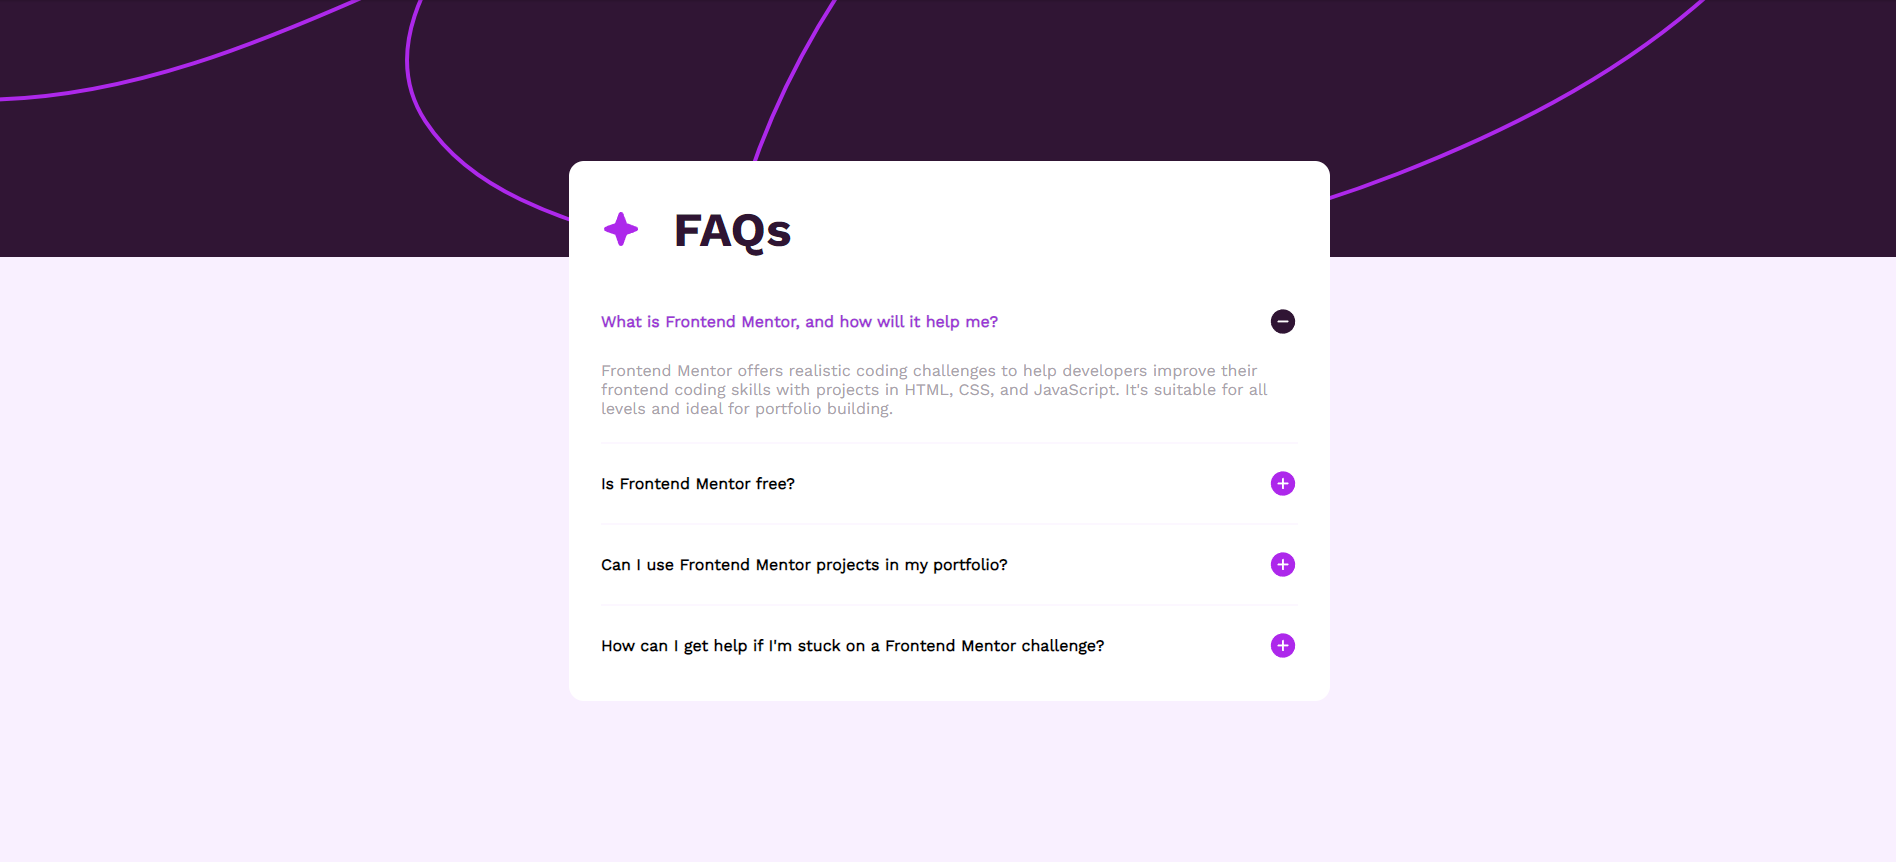 FAQs
What is Frontend Mentor, and how will it help me?
Frontend Mentor offers realistic coding challenges to help developers improve their
frontend coding skills with projects in HTML, CSS, and JavaScript. It's suitable for all
levels and ideal for portfolio building.
Is Frontend Mentor free?
Can I use Frontend Mentor projects in my portfolio?
How can I get help if I'm stuck on a Frontend Mentor challenge?